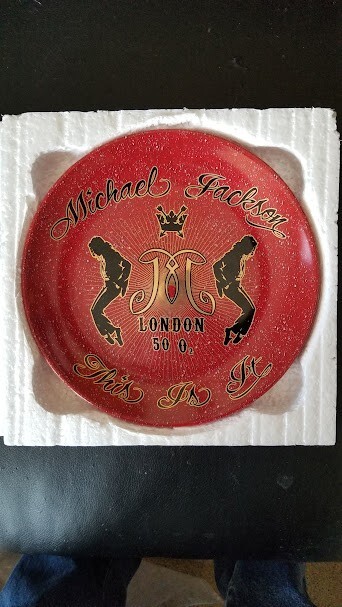 Michael Jackson
LONDON
50 O2
This Is It